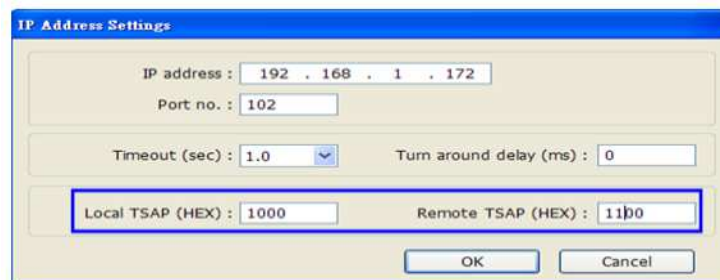 IP Address Settings
IP address : 192 . 168 . 1 . 172
Port no. : 102
Timeout (sec) : 1.0 Turn around delay (ms) : 0
Local TSAP (HEX) : 1000 Remote TSAP (HEX) : 1100
OK Cancel